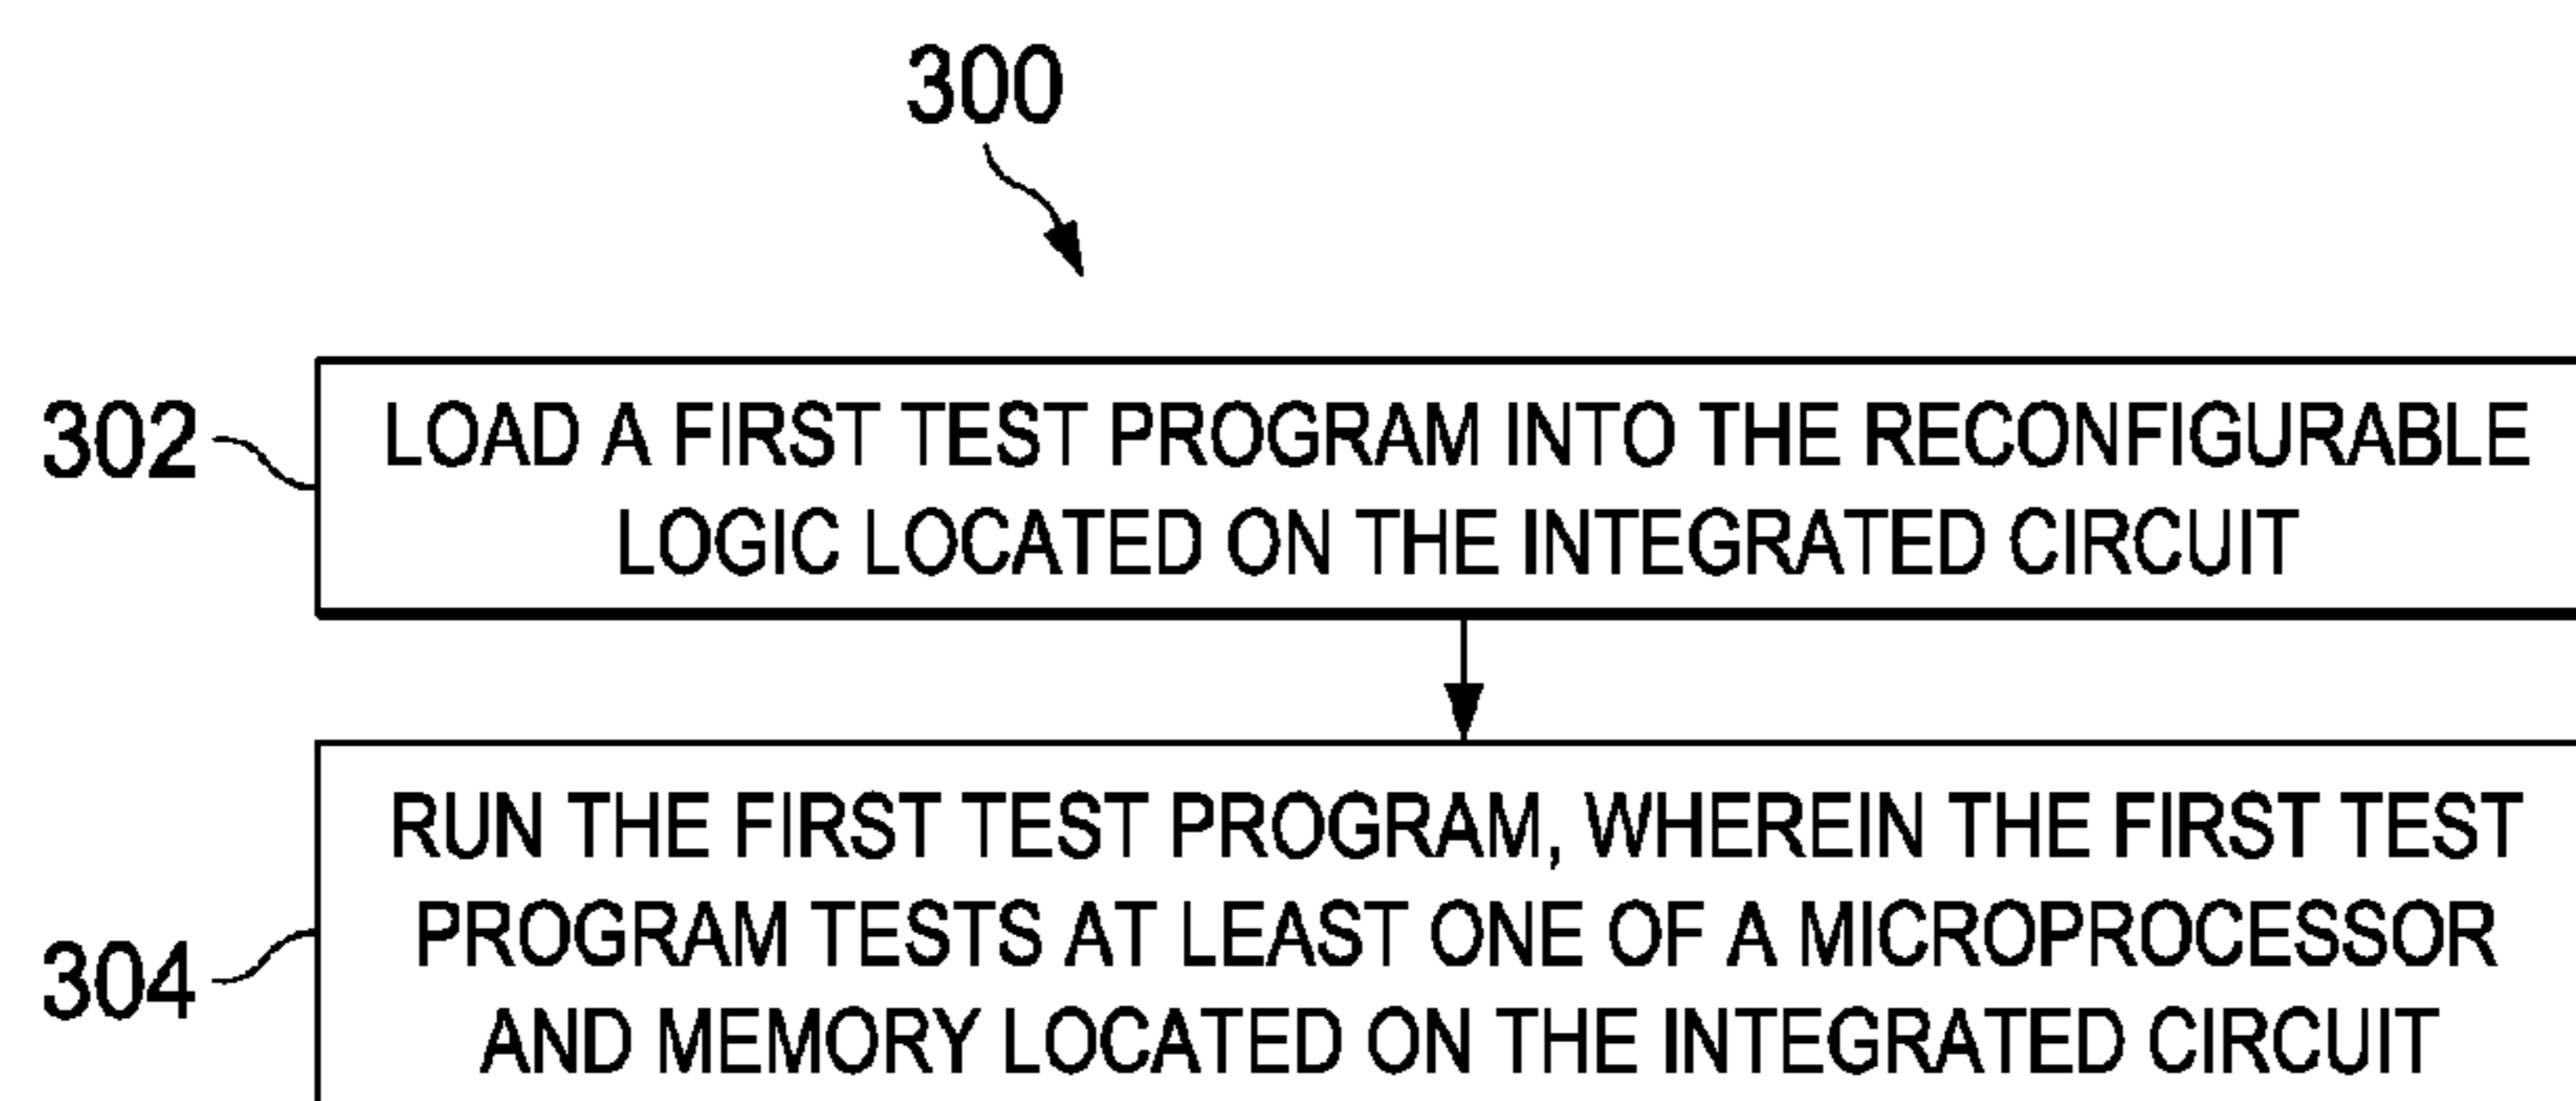 300
302
LOAD A FIRST TEST PROGRAM INTO THE RECONFIGURABLE
LOGIC LOCATED ON THE INTEGRATED CIRCUIT
304
RUN THE FIRST TEST PROGRAM, WHEREIN THE FIRST TEST
PROGRAM TESTS AT LEAST ONE OF A MICROPROCESSOR
AND MEMORY LOCATED ON THE INTEGRATED CIRCUIT